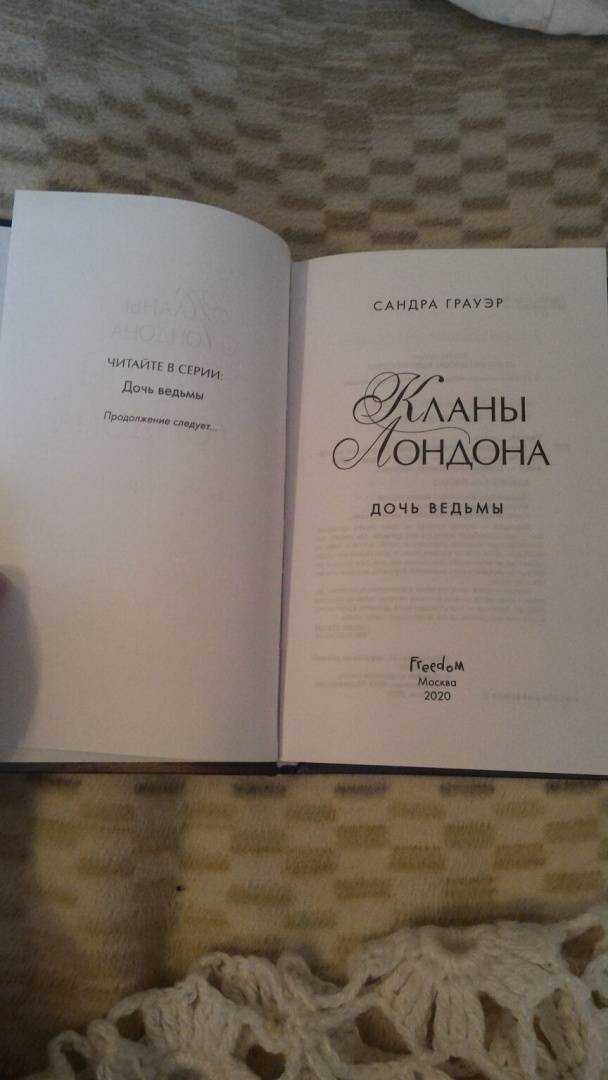 ЧИТАЙТЕ В СЕРИИ:
Дочь ведьмы
Продолжение следует...
САНДРА ГРАУЭР
КЛАНЫ
ЛОНДОНА
ДОЧЬ ВЕДЬМЫ
Freedom
Москва
2020